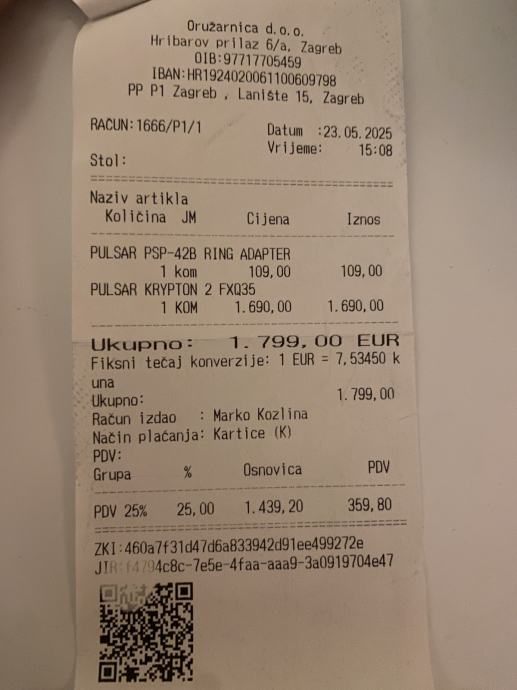 Oružarnica d.o.o.
Hribarov prilaz 6/a, Zagreb
OIB:97717705459
IBAN:HR1924020061100609798
PP P1 Zagreb , Lanište 15, Zagreb
RAČUN:1666/P1/1 Datum :23.05.2025
Vrijeme: 15:08
Stol:
Naziv artikla
Količina JM Cijena Iznos
PULSAR PSP-42B RING ADAPTER
1 kom 109,00 109,00
PULSAR KRYPTON 2 FXQ35
1 KOM 1.690,00 1.690,00
Ukupno: 1.799,00 EUR
Fiksni tečaj konverzije: 1 EUR = 7,53450 k
una
Ukupno: 1.799,00
Račun izdao : Marko Kozlina
Način plaćanja: Kartice (K)
PDV:
Grupa % Osnovica PDV
PDV 25% 25,00 1.439,20 359,80
ZKI:460a7f31d47d6a833942d91ee499272e
JIR:f4794c8c-7e5e-4faa-aaa9-3a0919704e47